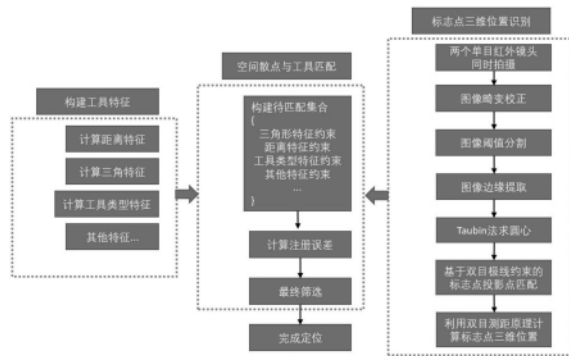 构建工具特征
计算距离特征
计算三角特征
计算工具类型特征
其他特征...
空间散点与工具匹配
构建待匹配集合
{
三角形特征约束
距离特征约束
工具类型特征约束
其他特征约束
...
}
计算注册误差
最终筛选
完成定位
标志点三维位置识别
两个单目红外镜头
同时拍摄
图像畸变校正
图像阈值分割
图像边缘提取
Taubin法求圆心
基于双目极线约束的
标志点投影点匹配
利用双目测距原理计
算标志点三维位置